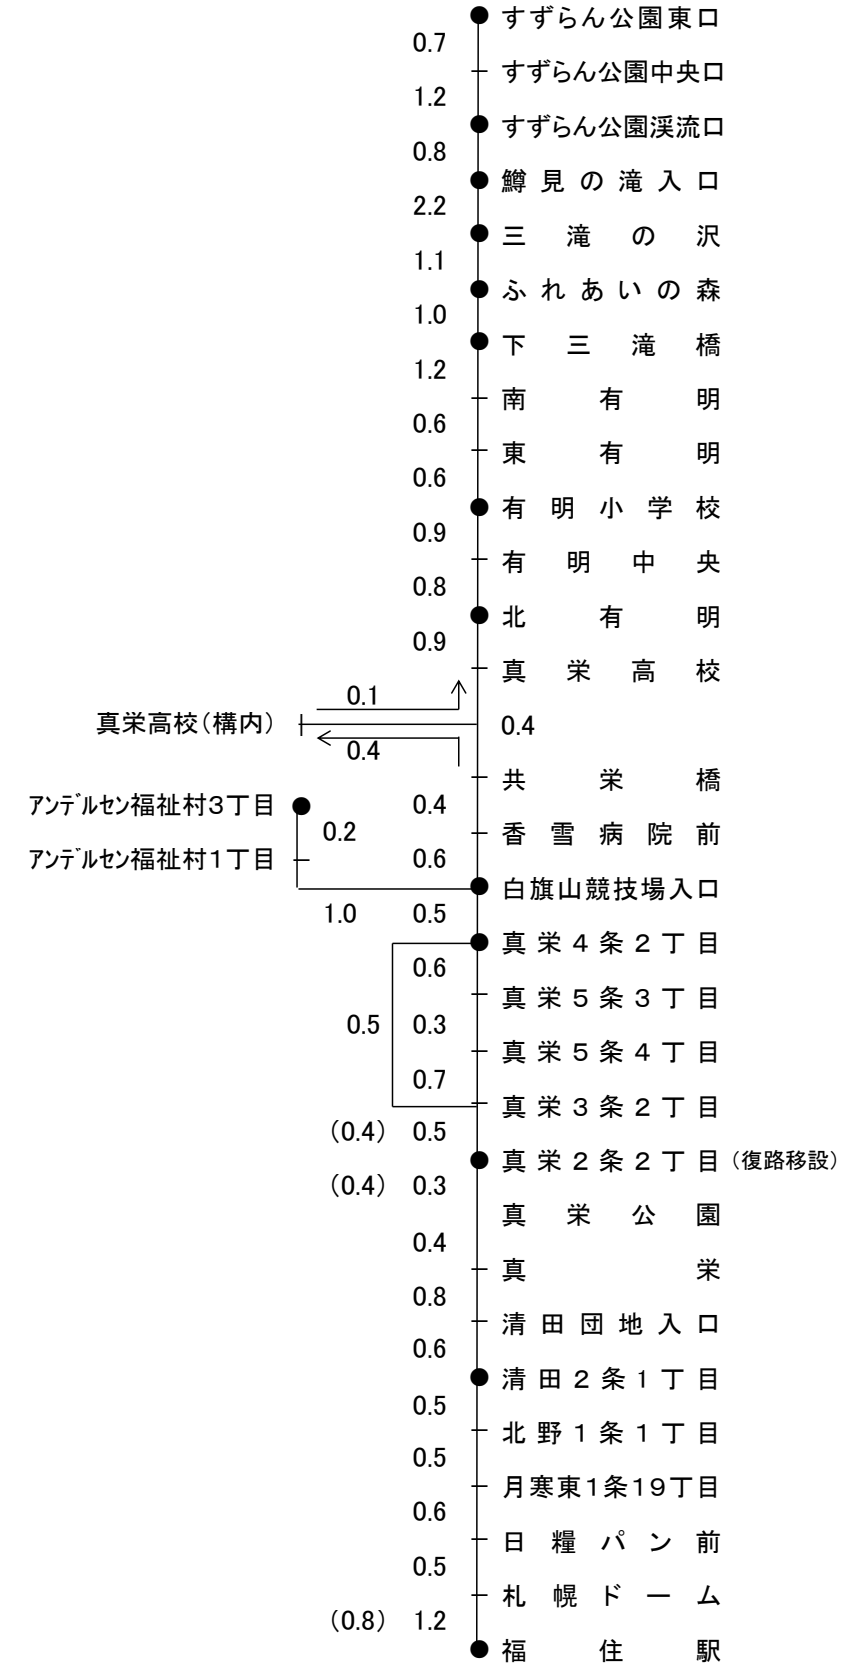 すずらん公園東口
0.7
すずらん公園中央口
1.2
すずらん公園渓流口
0.8
鱒見の滝入口
2.2
三滝の沢
1.1
ふれあいの森
1.0
下三滝橋
1.2
南有明
0.6
東有明
0.6
有明小学校
0.9
有明中央
0.8
北有明
0.9
真栄高校
0.1
真栄高校（構内）
0.4
0.4
共栄橋
アンデルセン福祉村3丁目
0.4
0.2
香雪病院前
アンデルセン福祉村1丁目
0.6
白旗山競技場入口
1.0 0.5
真栄4条2丁目
0.6
真栄5条3丁目
0.5 0.3
真栄5条4丁目
0.7
真栄3条2丁目
（0.4） 0.5
真栄2条2丁目（復路移設）
（0.4） 0.3
真栄公園
0.4
真栄
0.8
清田団地入口
0.6
清田2条1丁目
0.5
北野1条1丁目
0.5
月寒東1条19丁目
0.6
日糧パン前
0.5
札幌ドーム
（0.8） 1.2
福住駅